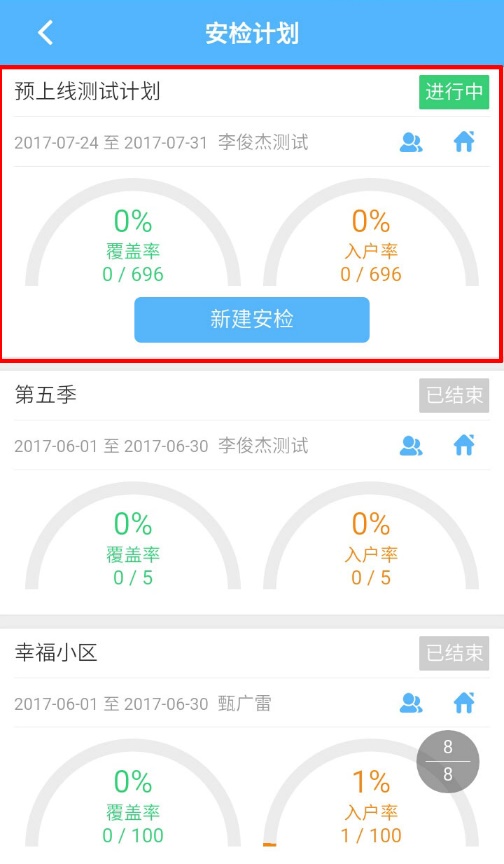 安检计划
预上线测试计划 进行中
2017-07-24 至 2017-07-31 李俊杰测试
0% 0%
覆盖率 入户率
0 / 696 0 / 696
新建安检
第五季 已结束
2017-06-01 至 2017-06-30 李俊杰测试
0% 0%
覆盖率 入户率
0 / 5 0 / 5
幸福小区 已结束
2017-06-01 至 2017-06-30 甄广雷
8
8
0% 1%
覆盖率 入户率
0 / 100 1 / 100